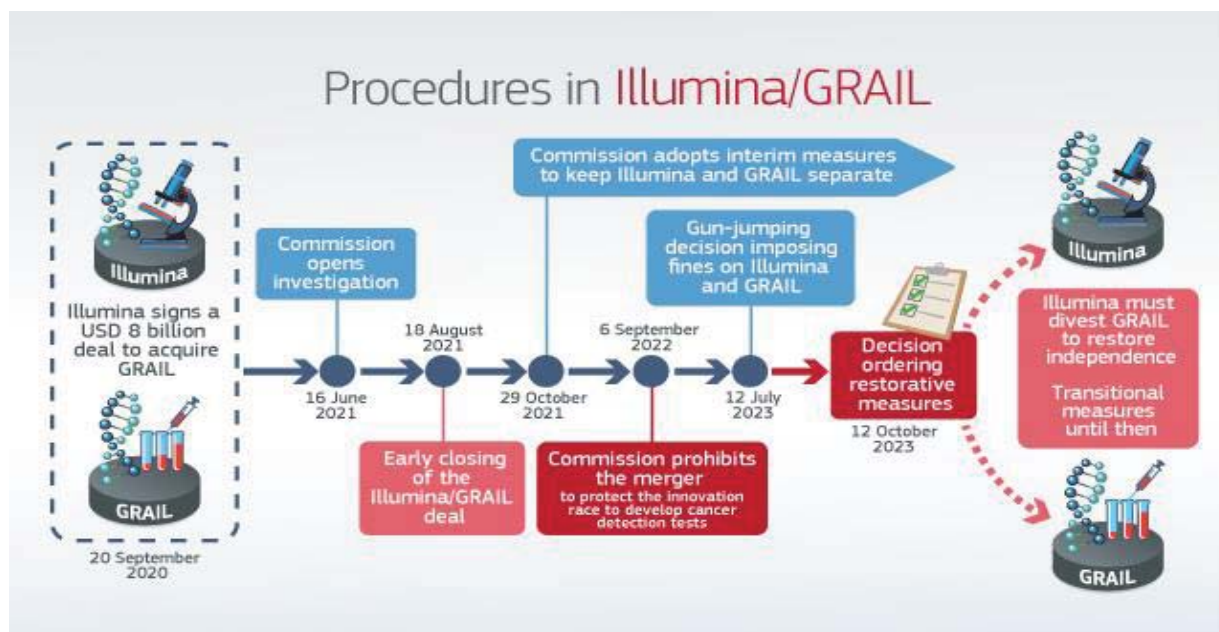 Procedures in Illumina/GRAIL
Illumina
Illumina signs a
USD 8 billion
deal to acquire
GRAIL
GRAIL
20 September
2020
Commission
opens
investigation
16 June
2021
18 August
2021
Early closing
of the
Illumina/GRAIL
deal
Commission adopts interim measures
to keep Illumina and GRAIL separate
29 October
2021
6 September
2022
Commission prohibits
the merger
to protect the innovation
race to develop cancer
detection tests
Gun-jumping
decision imposing
fines on Illumina
and GRAIL
12 July
2023
Decision
ordering
restorative
measures
12 October
2023
Illumina
Illumina must
divest GRAIL
to restore
independence
Transitional
measures
until then
GRAIL